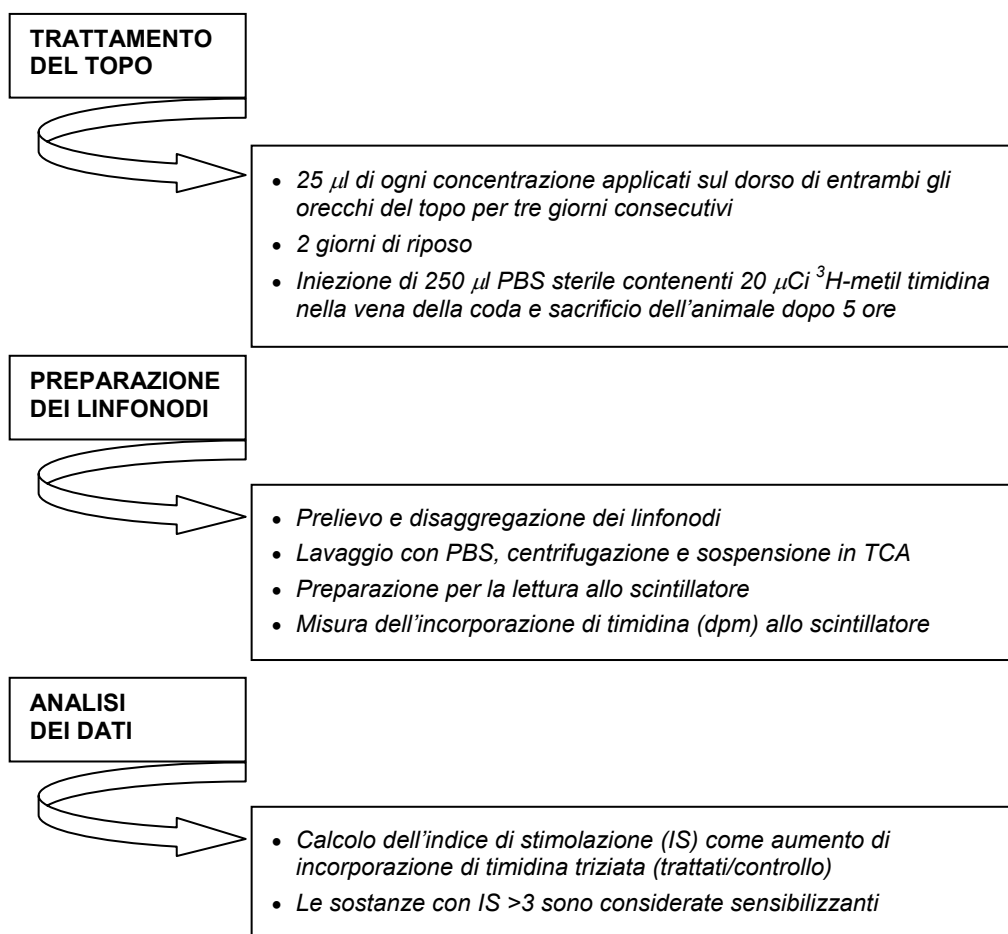 TRATTAMENTO
DEL TOPO
• 25 μl di ogni concentrazione applicati sul dorso di entrambi gli
orecchi del topo per tre giorni consecutivi
• 2 giorni di riposo
• Iniezione di 250 μl PBS sterile contenenti 20 μCi ³H-metil timidina
nella vena della coda e sacrificio dell'animale dopo 5 ore
PREPARAZIONE
DEI LINFONODI
• Prelievo e disaggregazione dei linfonodi
• Lavaggio con PBS, centrifugazione e sospensione in TCA
• Preparazione per la lettura allo scintillatore
• Misura dell'incorporazione di timidina (dpm) allo scintillatore
ANALISI
DEI DATI
• Calcolo dell'indice di stimolazione (IS) come aumento di
incorporazione di timidina triziata (trattati/controllo)
• Le sostanze con IS >3 sono considerate sensibilizzanti